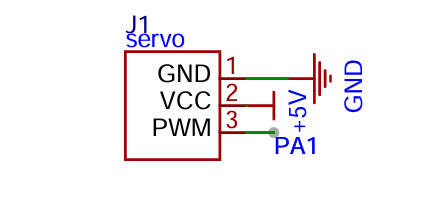 J1
servo
GND 1
VCC 2
PWM 3
+5V
PA1
GND